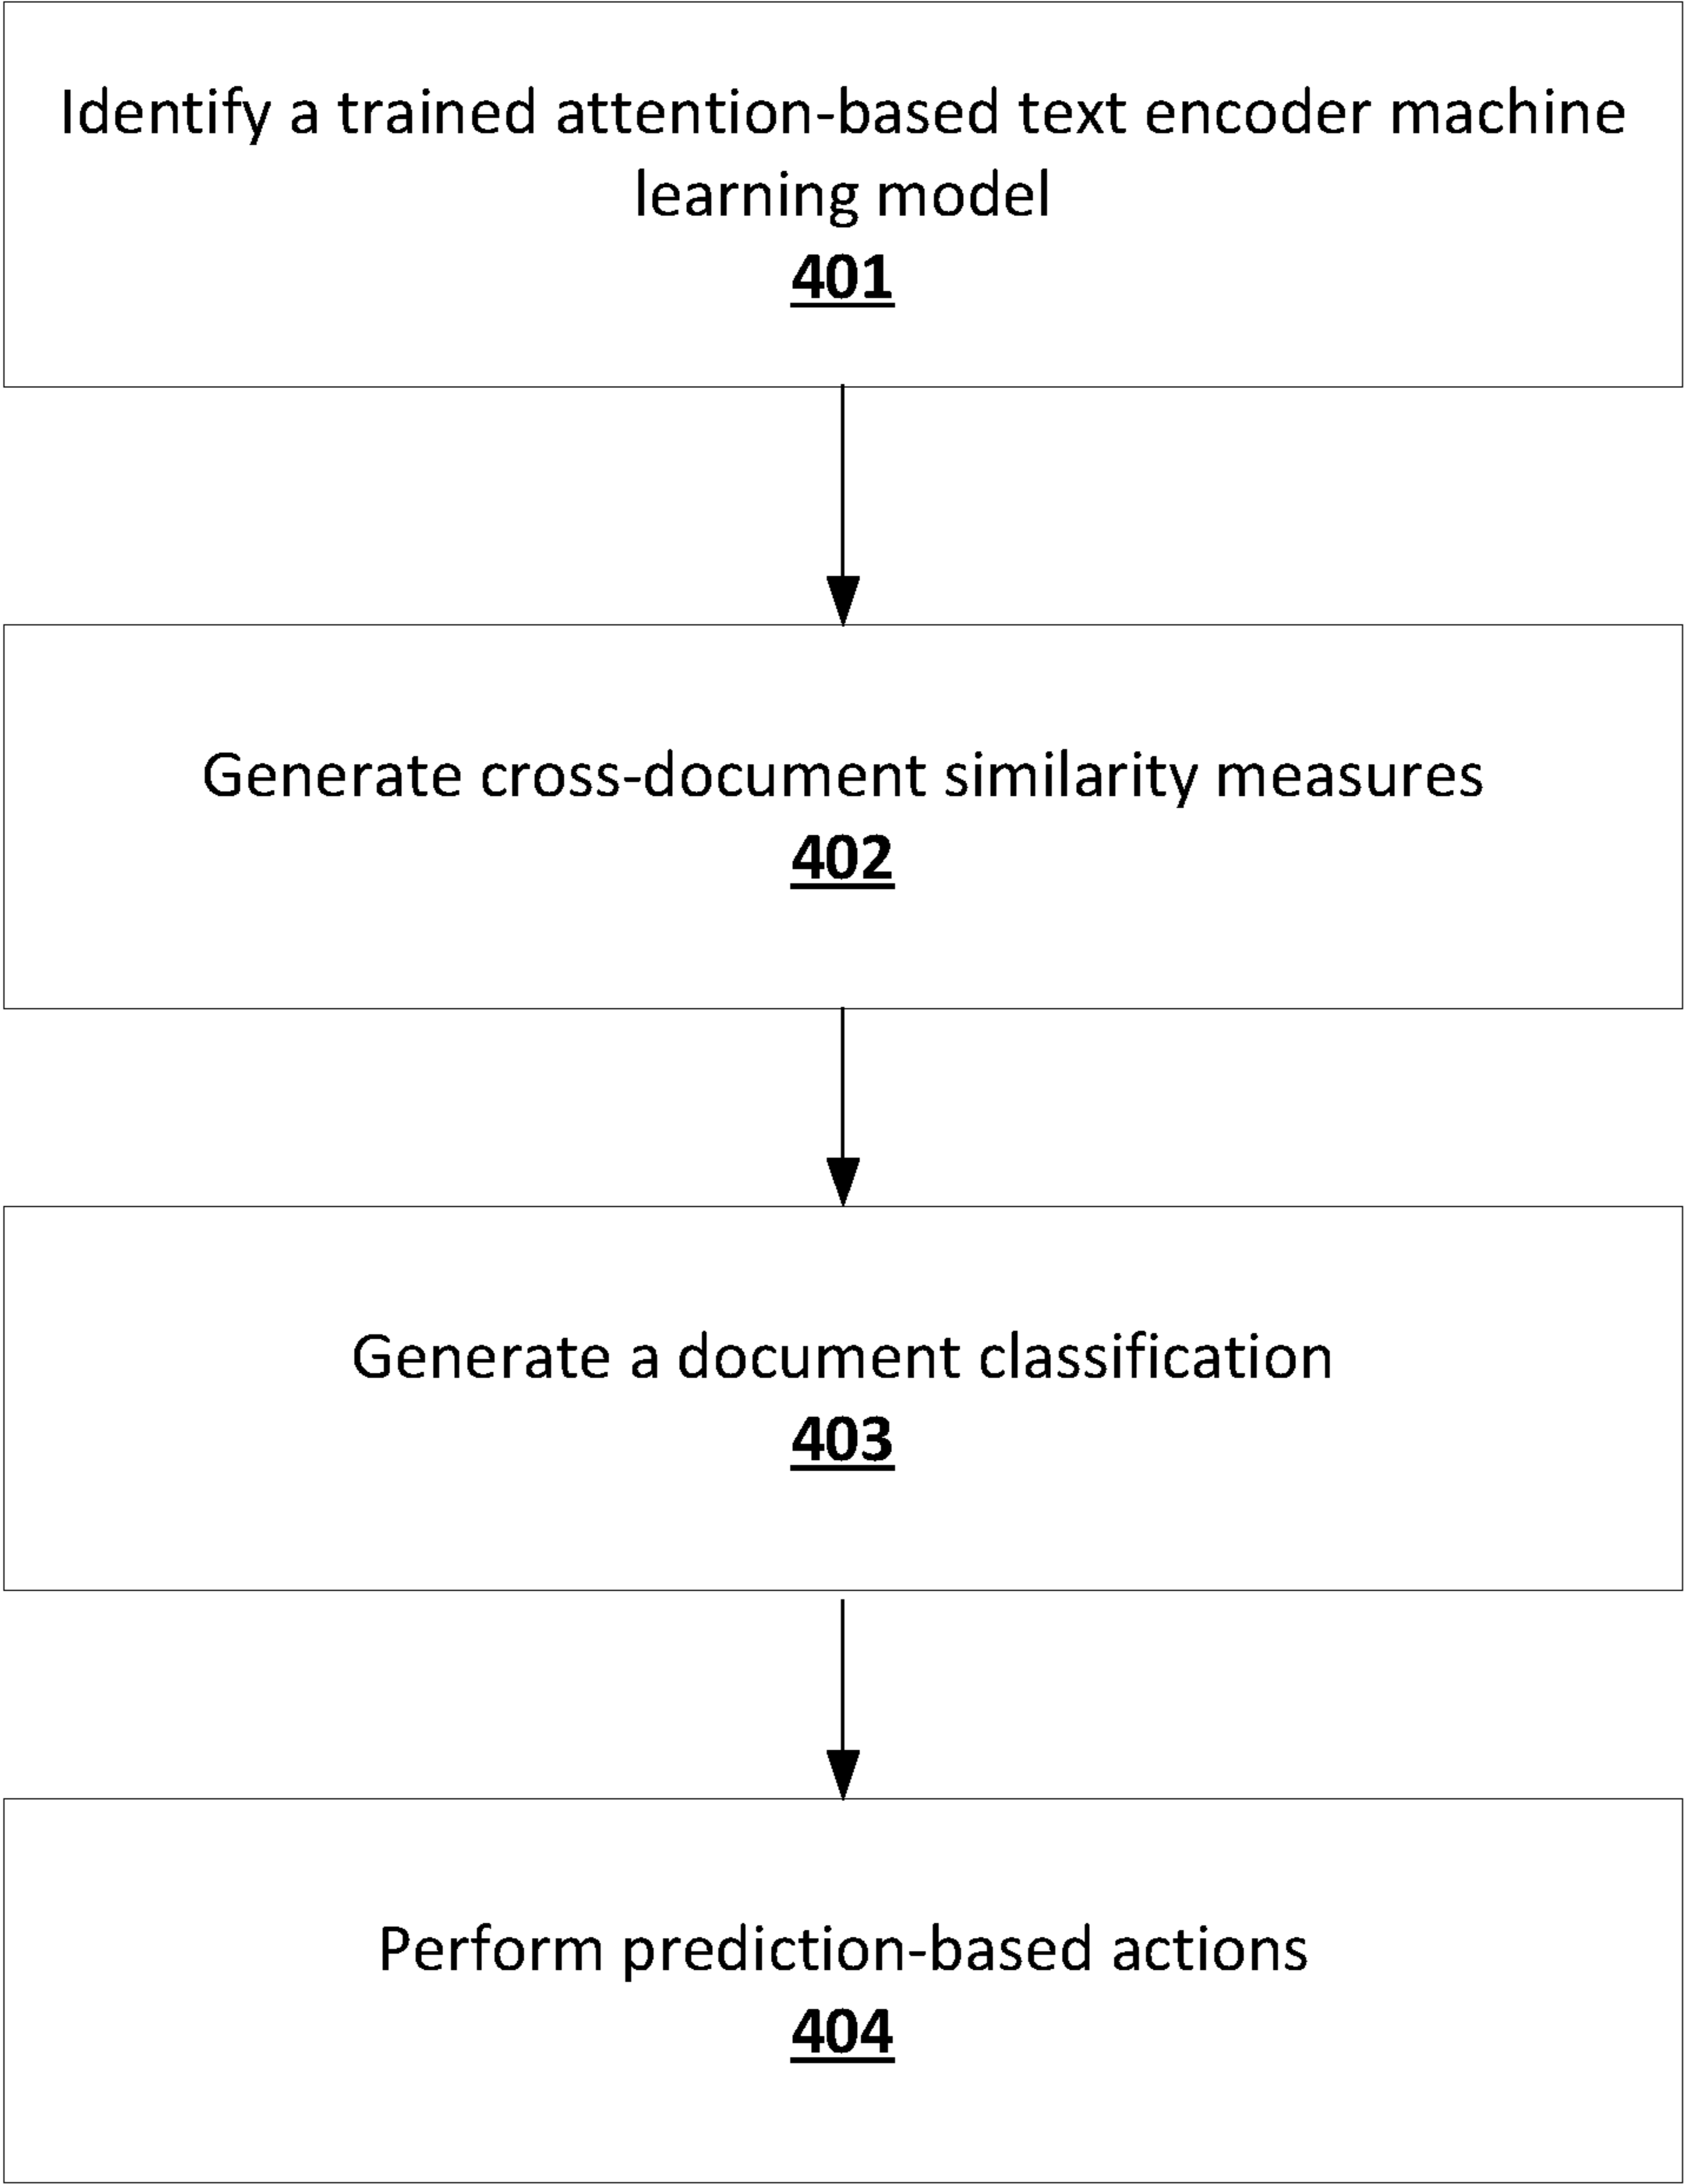 Identify a trained attention-based text encoder machine
learning model
401
Generate cross-document similarity measures
402
Generate a document classification
403
Perform prediction-based actions
404